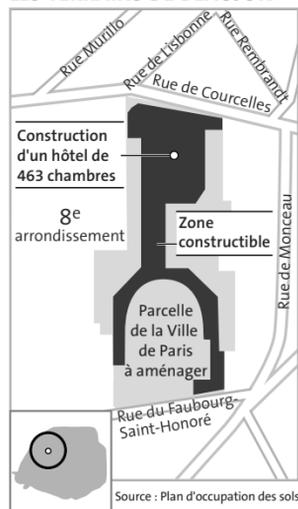 Rue Murillo
Rue de Lisbonne
Rue Rembrandt
Rue de Courcelles
Construction
d'un hôtel de
463 chambres
8e
arrondissement
Zone
constructible
Rue de Monceau
Parcelle
de la Ville
de Paris
à aménager
Rue du Faubourg-
Saint-Honoré
Source : Plan d'occupation des sols